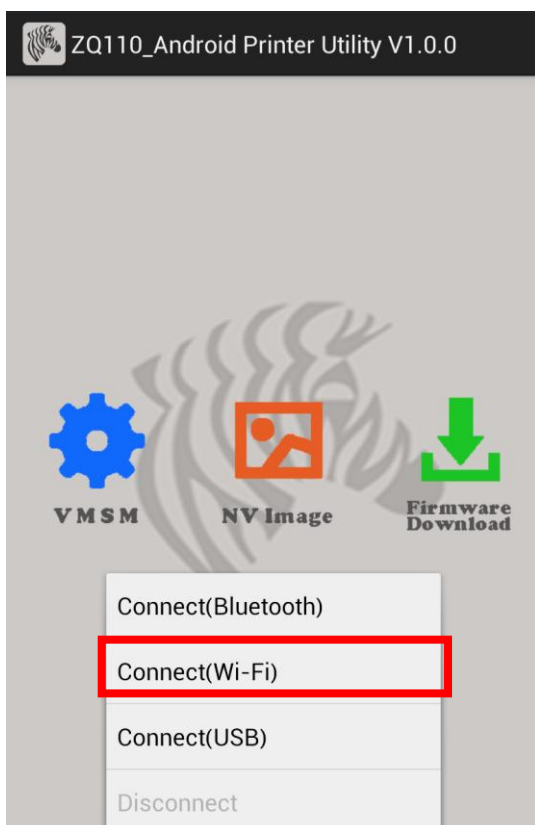 ZQ110_Android Printer Utility V1.0.0
VMSM
NV Image
Firmware
Download
Connect(Bluetooth)
Connect(Wi-Fi)
Connect(USB)
Disconnect